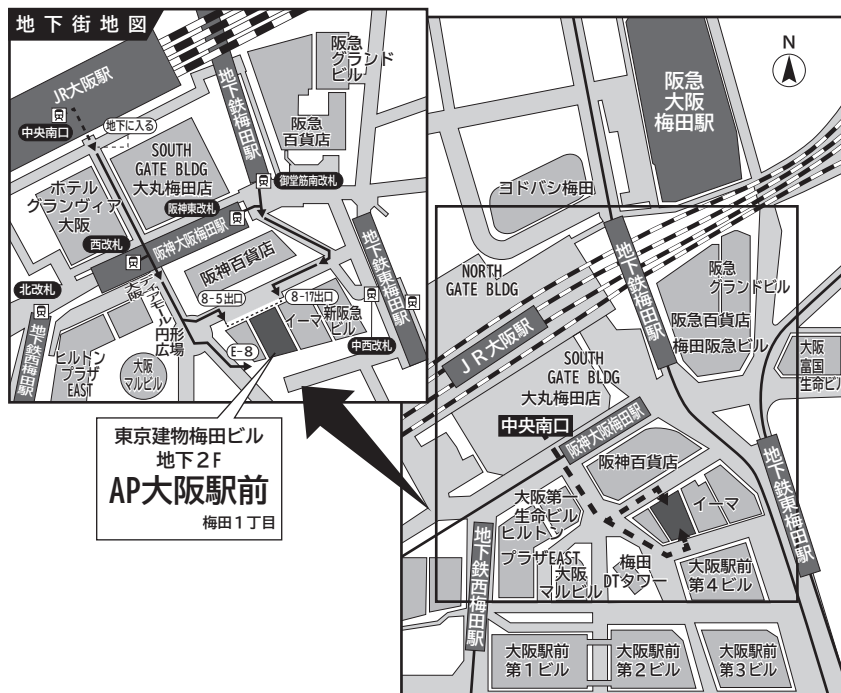 地下街地図
JR大阪駅
中央南口
地下に入る
地下鉄梅田駅
阪急
グランド
ビル
阪急
百貨店
SOUTH
GATE BLDG
大丸梅田店
御堂筋南改札
ホテル
グランヴィア
大阪
阪神東改札
西改札
阪神大阪梅田駅
阪神百貨店
北改札
地下鉄西梅田駅
地下鉄東梅田駅
ディアモール大阪
円形広場
8-5出口
8-17出口
イーマ
新阪急
ビル
中西改札
E-8
ヒルトン
プラザ
EAST
大阪
マルビル
東京建物梅田ビル
地下2F
AP大阪駅前
梅田1丁目
N
阪急
大阪
梅田駅
ヨドバシ梅田
地下鉄梅田駅
NORTH
GATE BLDG
阪急
グランドビル
阪急百貨店
梅田阪急ビル
JR大阪駅
大阪
富国
生命ビル
SOUTH
GATE BLDG
大丸梅田店
中央南口
阪神大阪梅田駅
阪神百貨店
地下鉄東梅田駅
イーマ
大阪第一
生命ビル
ヒルトン
プラザEAST
大阪
マルビル
梅田
DTタワー
大阪駅前
第4ビル
地下鉄西梅田駅
大阪駅前
第1ビル
大阪駅前
第2ビル
大阪駅前
第3ビル